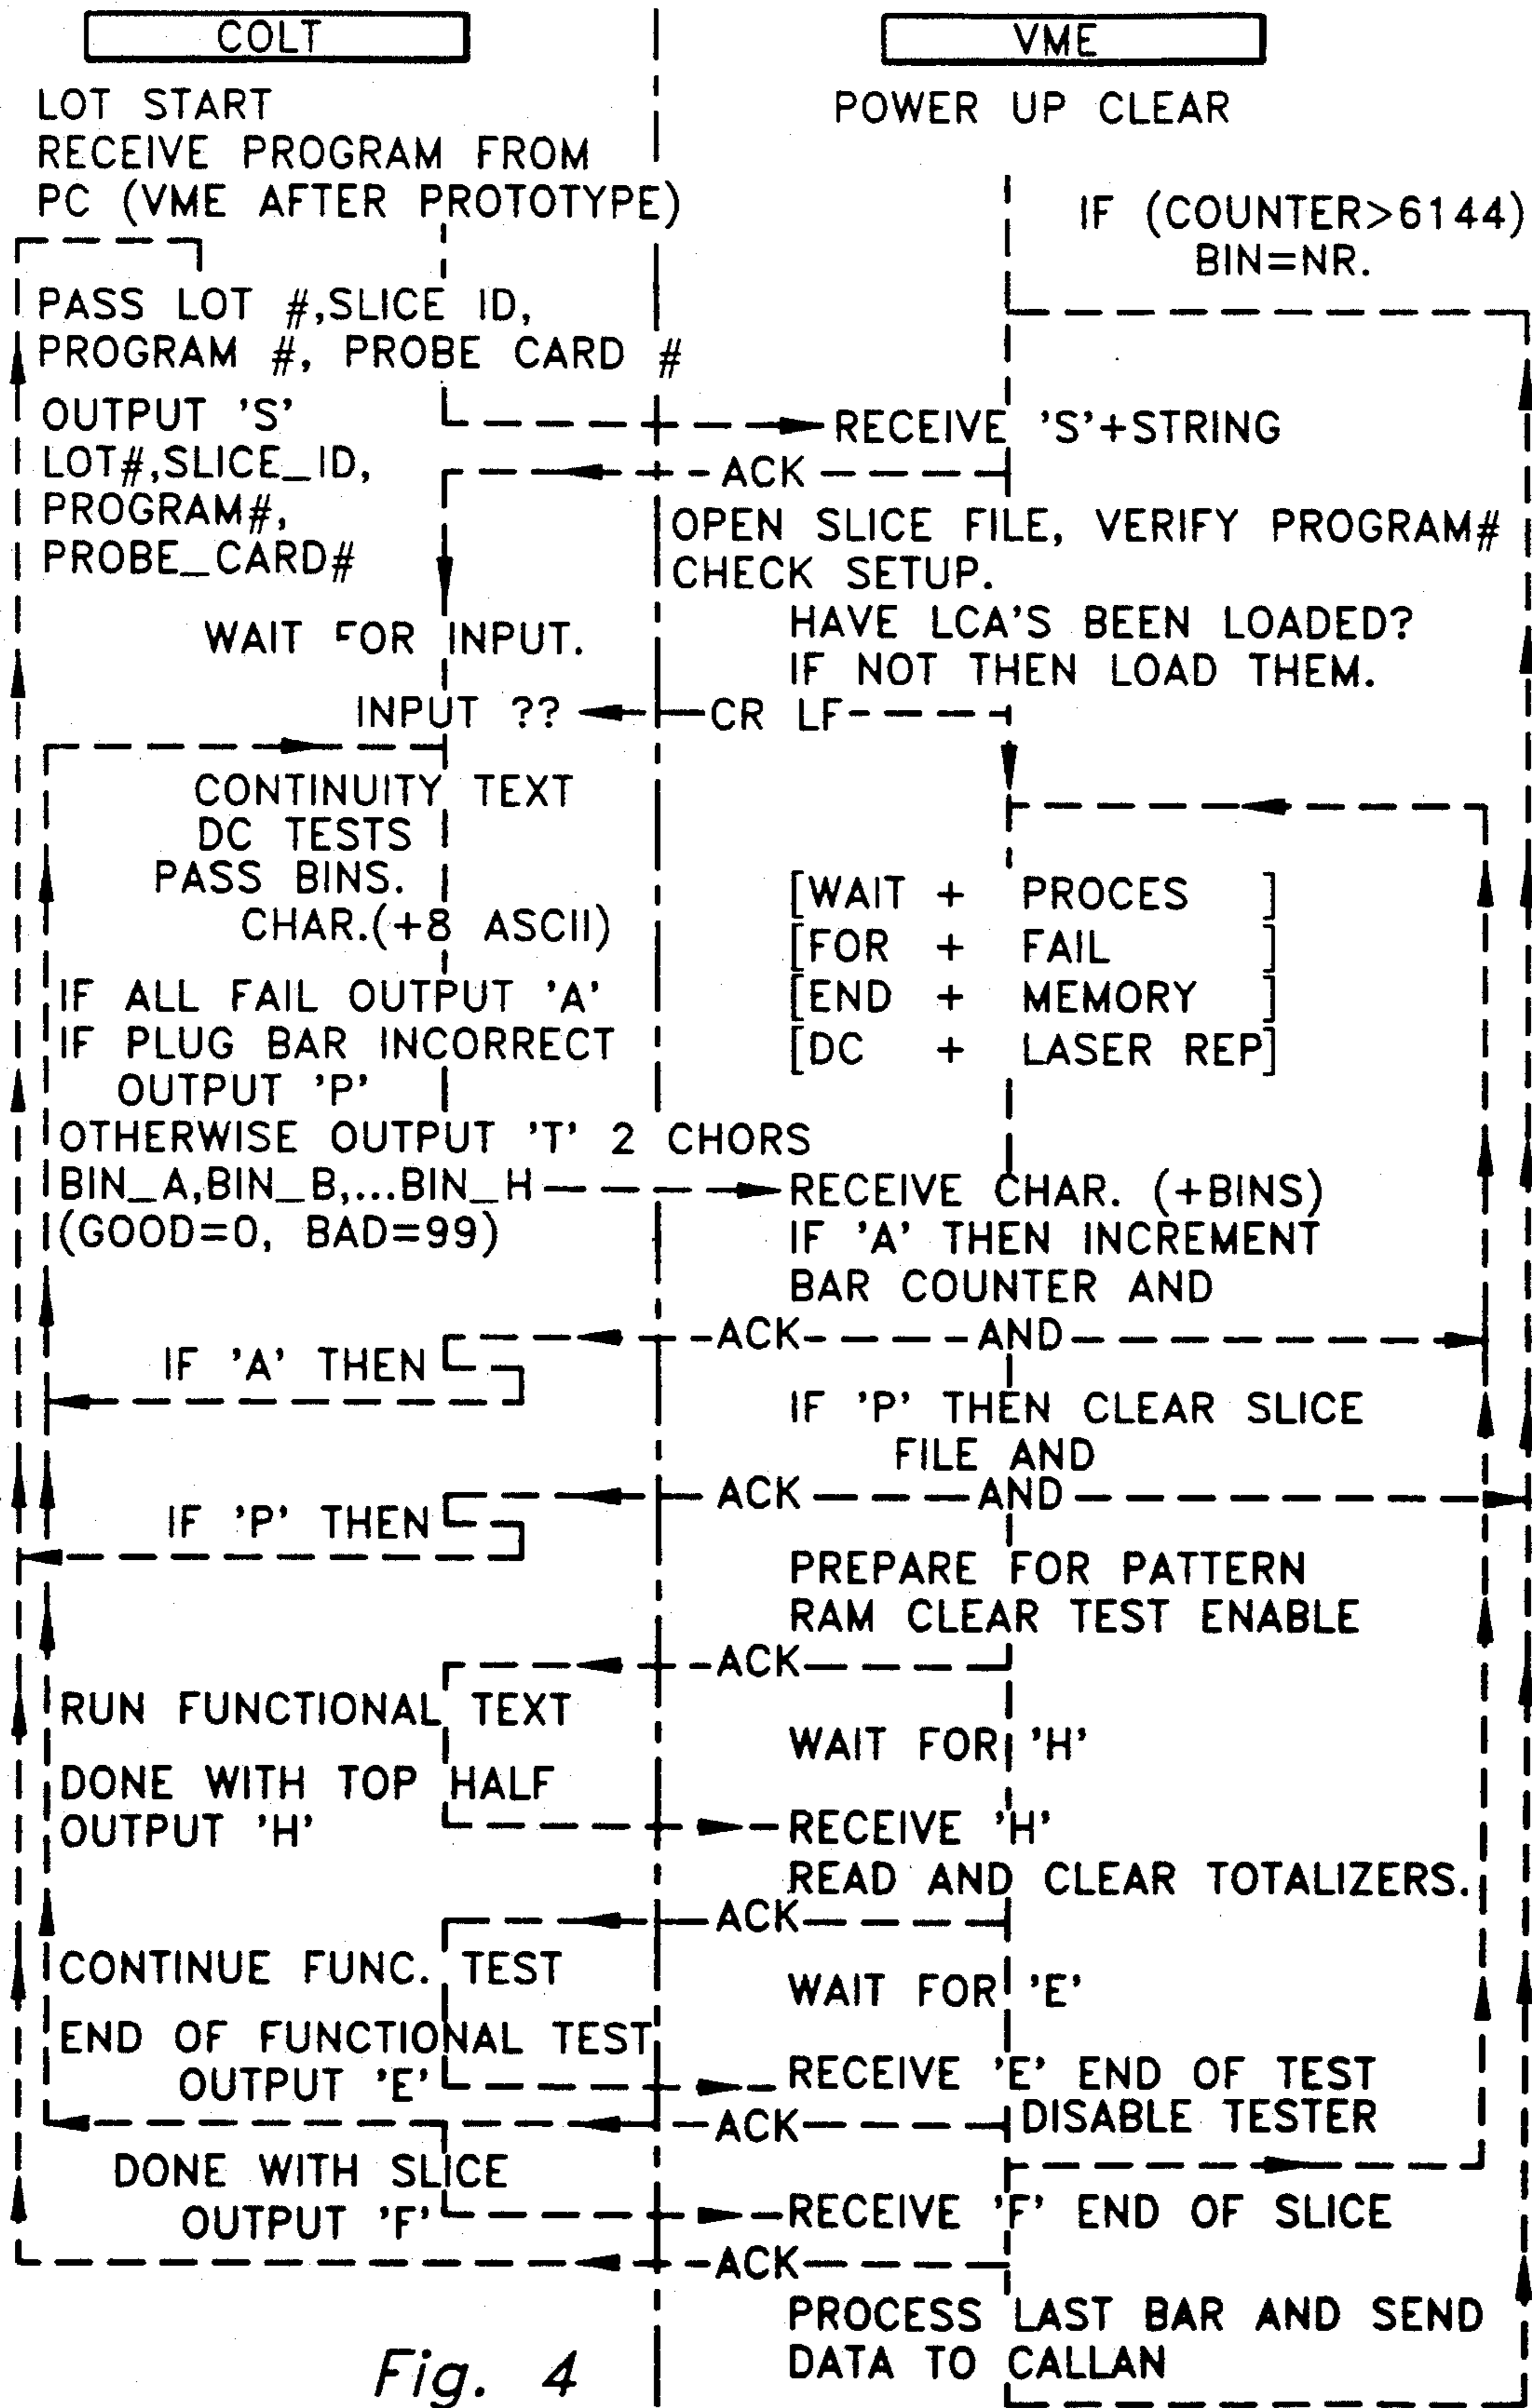 COLT
LOT START
RECEIVE PROGRAM FROM
PC (VME AFTER PROTOTYPE)
PASS LOT #,SLICE ID,
PROGRAM #, PROBE CARD #
OUTPUT 'S'
LOT#,SLICE_ID,
PROGRAM#,
PROBE_CARD#
WAIT FOR INPUT.
INPUT ??
CONTINUITY TEXT
DC TESTS
PASS BINS.
CHAR.(+8 ASCII)
IF ALL FAIL OUTPUT 'A'
IF PLUG BAR INCORRECT
OUTPUT 'P'
OTHERWISE OUTPUT 'T' 2 CHORS
BIN_A,BIN_B,...BIN_H
(GOOD=0, BAD=99)
IF 'A' THEN
IF 'P' THEN
RUN FUNCTIONAL TEXT
DONE WITH TOP HALF
OUTPUT 'H'
CONTINUE FUNC. TEST
END OF FUNCTIONAL TEST
OUTPUT 'E'
DONE WITH SLICE
OUTPUT 'F'
VME
POWER UP CLEAR
IF (COUNTER>6144)
BIN=NR.
RECEIVE 'S'+STRING
ACK
OPEN SLICE FILE, VERIFY PROGRAM#
CHECK SETUP.
HAVE LCA'S BEEN LOADED?
IF NOT THEN LOAD THEM.
CR LF
[WAIT + PROCES ]
[FOR + FAIL ]
[END + MEMORY ]
[DC + LASER REP]
RECEIVE CHAR. (+BINS)
IF 'A' THEN INCREMENT
BAR COUNTER AND
ACK AND
IF 'P' THEN CLEAR SLICE
FILE AND
ACK AND
PREPARE FOR PATTERN
RAM CLEAR TEST ENABLE
ACK
WAIT FOR 'H'
RECEIVE 'H'
READ AND CLEAR TOTALIZERS.
ACK
WAIT FOR 'E'
RECEIVE 'E' END OF TEST
ACK DISABLE TESTER
RECEIVE 'F' END OF SLICE
ACK
PROCESS LAST BAR AND SEND
DATA TO CALLAN
Fig. 4